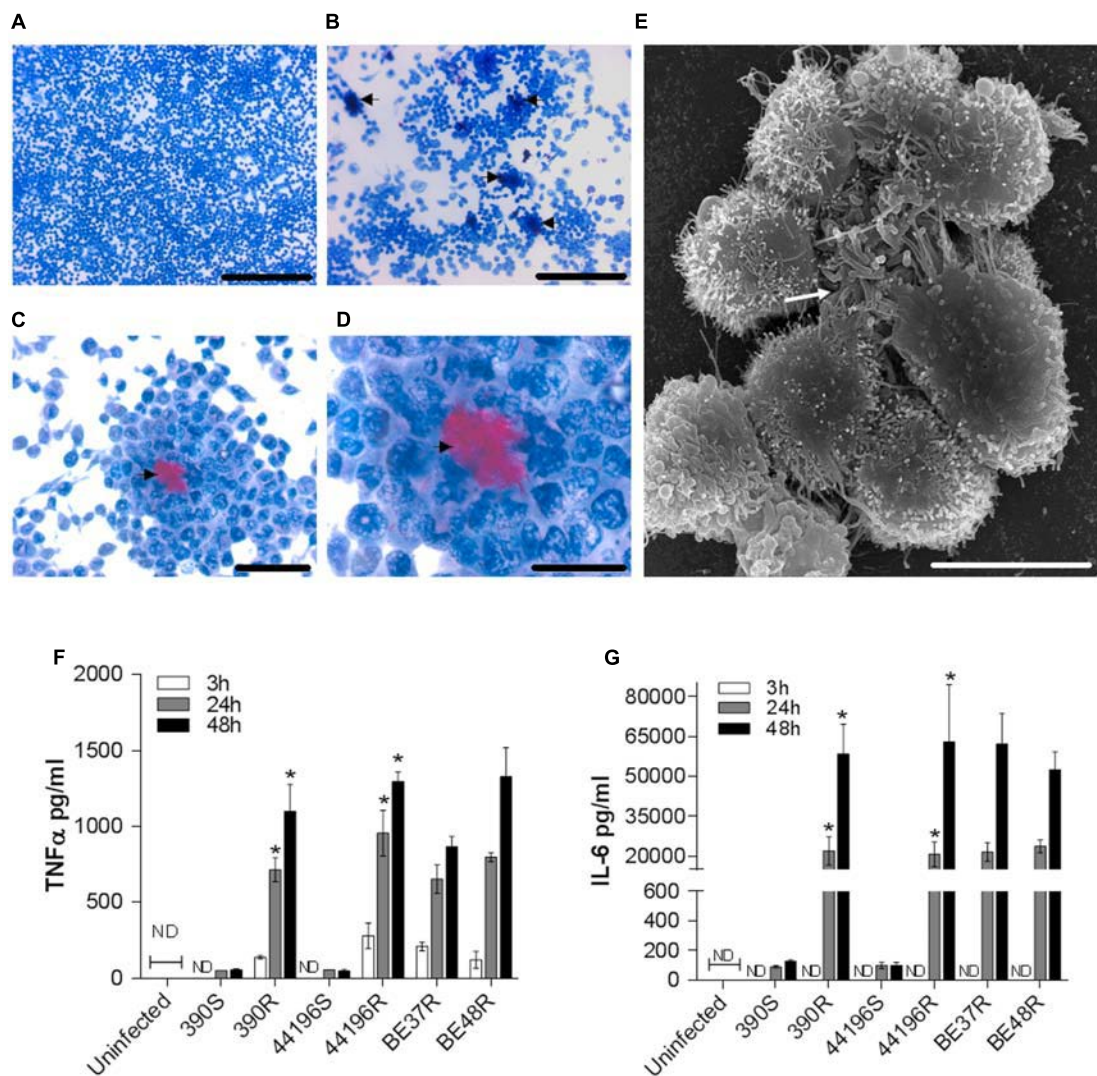 A
B
E
C
D
F
TNFα pg/ml
2000
1500
1000
500
0
3h
24h
48h
ND
ND
*
*
ND
*
*
Uninfected
390S
390R
44196S
44196R
BE37R
BE48R
G
IL-6 pg/ml
80000
65000
50000
35000
20000
600
400
200
0
3h
24h
48h
ND
ND
*
*
ND
ND
*
*
ND
ND
ND
Uninfected
390S
390R
44196S
44196R
BE37R
BE48R